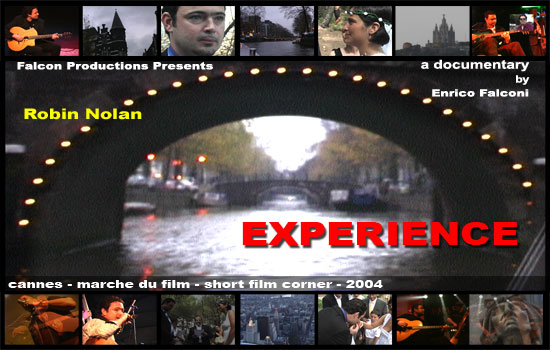 Falcon Productions Presents
a documentary
by
Enrico Falconi
Robin Nolan
EXPERIENCE
cannes - marche du film - short film corner - 2004